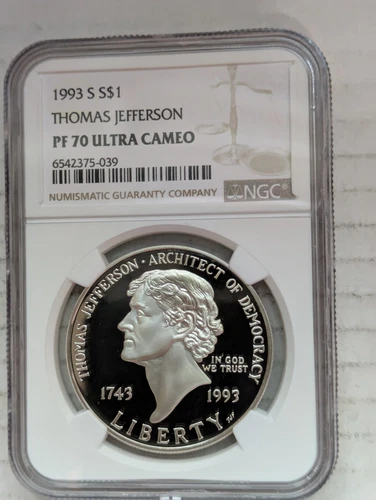 1993 S S$1
THOMAS JEFFERSON
PF 70 ULTRA CAMEO
6542375-039
NUMISMATIC GUARANTY COMPANY
NGC
THOMAS JEFFERSON · ARCHITECT OF DEMOCRACY
IN GOD
WE TRUST
1743 1993
LIBERTY